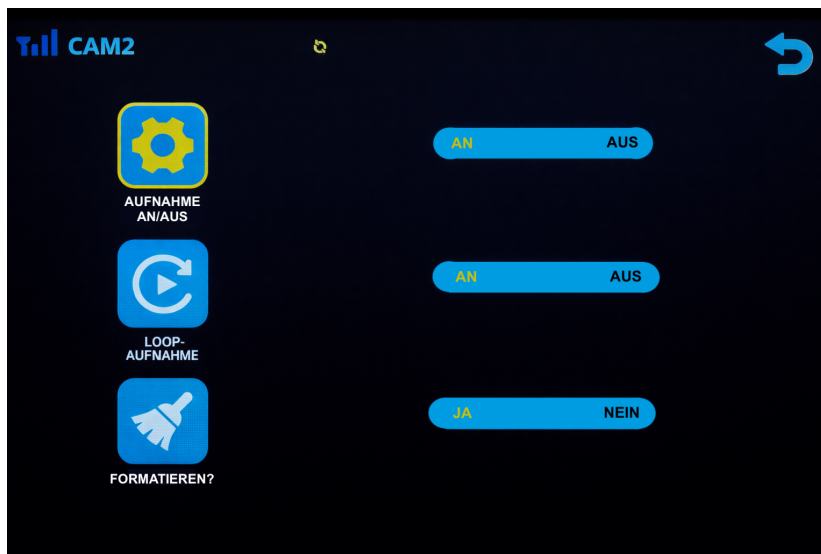 CAM2
AUFNAHME
AN/AUS
AN AUS
LOOP-
AUFNAHME
AN AUS
FORMATIEREN?
JA NEIN